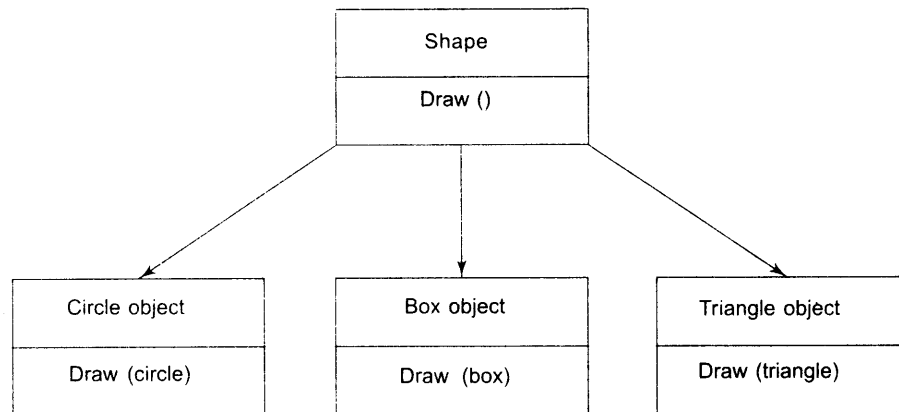 Shape
Draw ()
Circle object
Box object
Triangle object
Draw (circle)
Draw (box)
Draw (triangle)